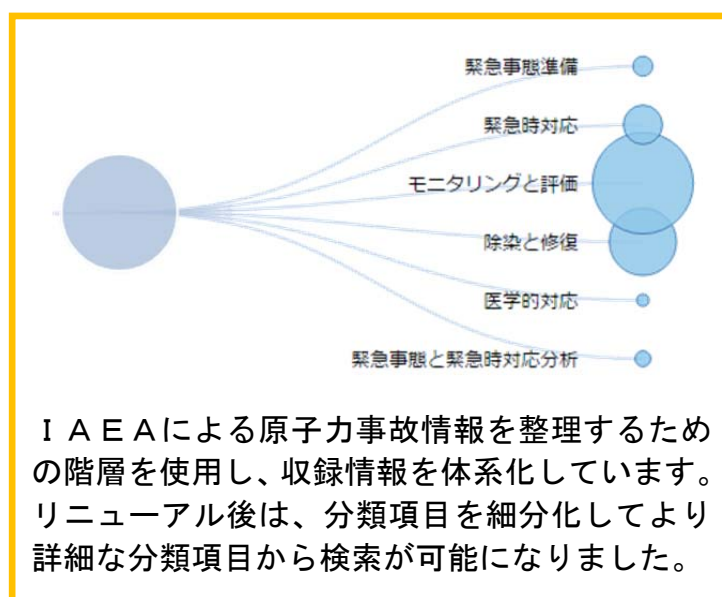 緊急事態準備
緊急時対応
モニタリングと評価
除染と修復
医学的対応
緊急事態と緊急時対応分析
ＩＡＥＡによる原子力事故情報を整理するため
の階層を使用し、収録情報を体系化しています。
リニューアル後は、分類項目を細分化してより
詳細な分類項目から検索が可能になりました。